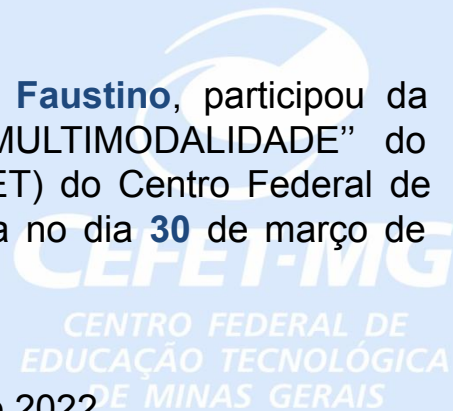 Faustino, participou da
MULTIMODALIDADE” do
ET) do Centro Federal de
a no dia 30 de março de
CEFET-MG
CENTRO FEDERAL DE
EDUCAÇÃO TECNOLÓGICA
DE MINAS GERAIS
2022